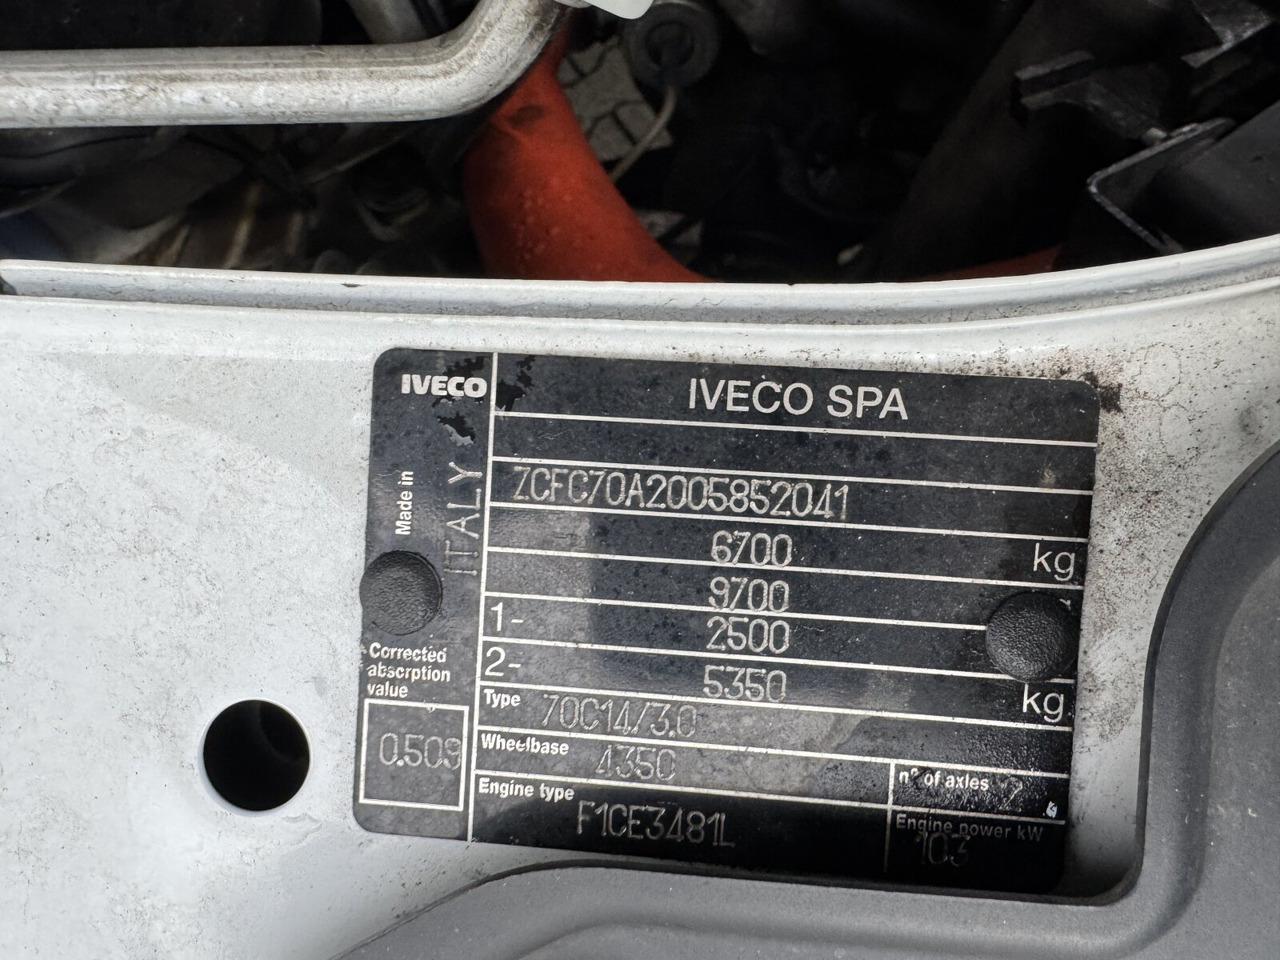 IVECO
IVECO SPA
Made in
ITALY
ZCFC70A2005852041
6700 kg
9700
1- 2500
2- 5350 kg
Corrected
absorption
value
0.509
Type 70C14/3.0
Wheelbase 4350
n° of axles 2
Engine type F1CE3481L
Engine power kW
103